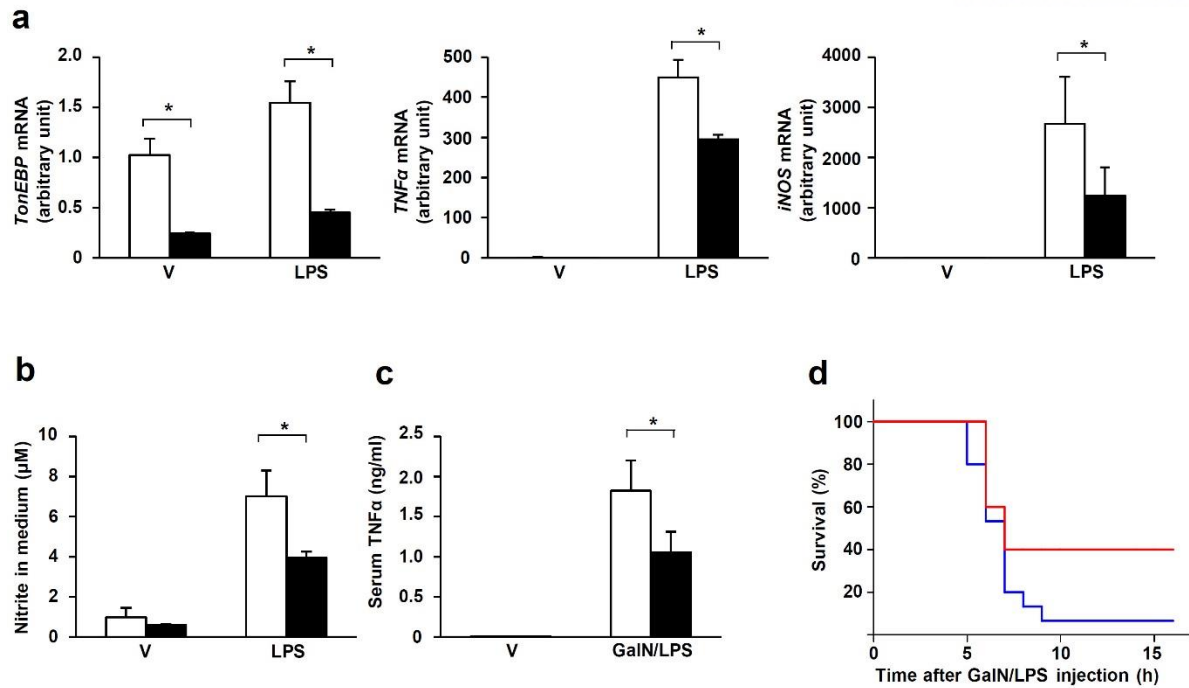 a
TonEBP mRNA
(arbitrary unit)
2.0
1.5
1.0
0.5
0
*
*
V
LPS
TNFα mRNA
(arbitrary unit)
500
400
300
200
100
0
*
V
LPS
iNOS mRNA
(arbitrary unit)
4000
3000
2000
1000
0
*
V
LPS
b
Nitrite in medium (µM)
10
8
6
4
2
0
*
V
LPS
c
Serum TNFα (ng/ml)
2.5
2.0
1.5
1.0
0.5
0
*
V
GalN/LPS
d
Survival (%)
100
80
60
40
20
0
5
10
15
Time after GalN/LPS injection (h)